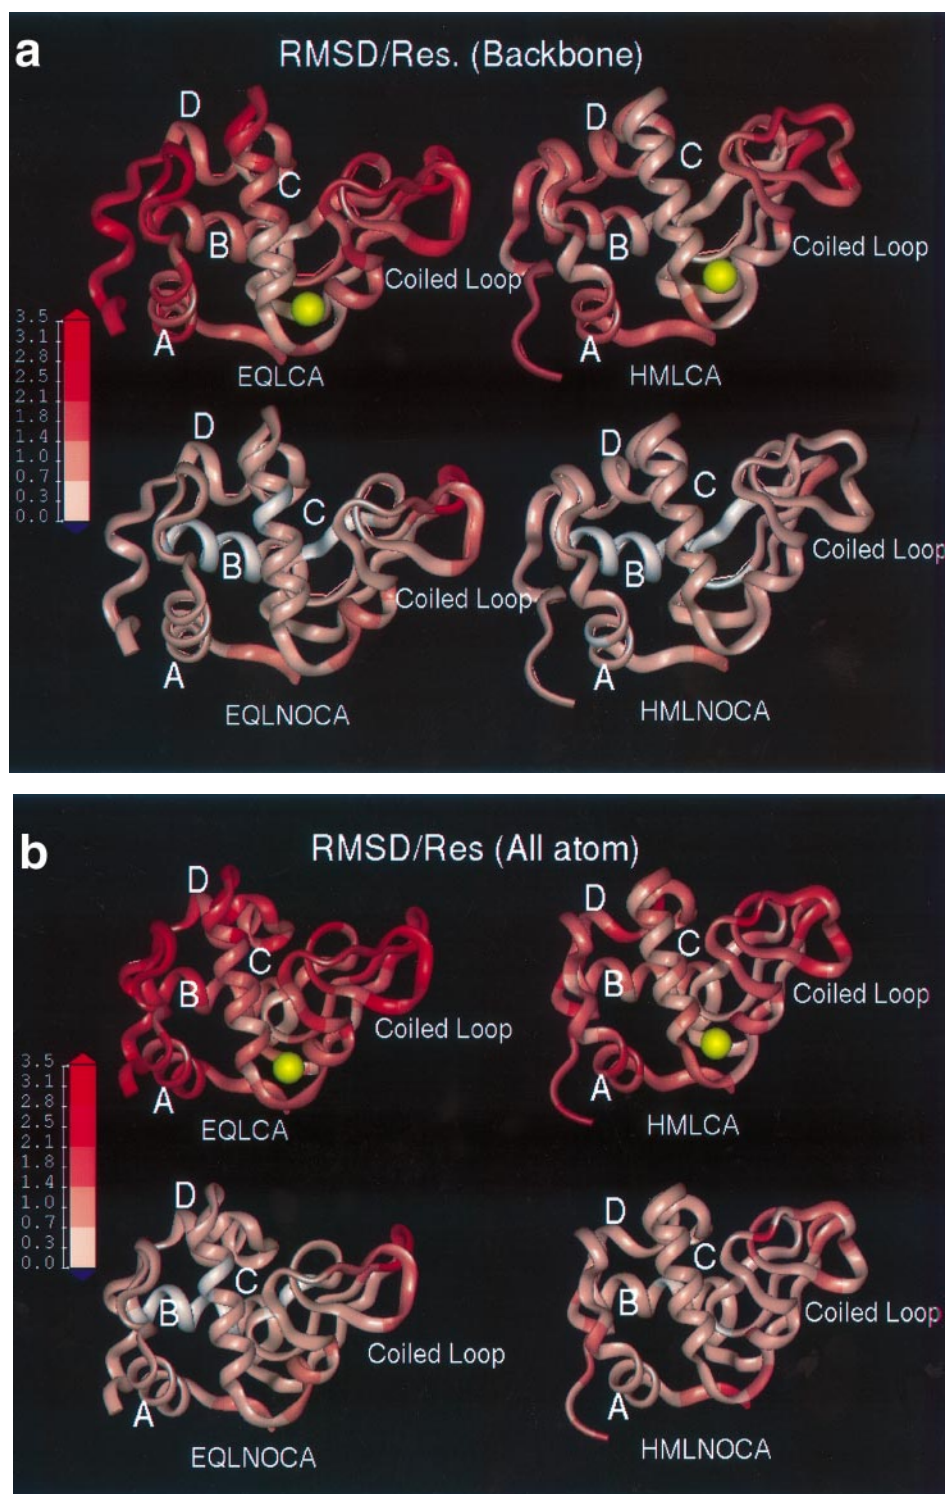 a
RMSD/Res. (Backbone)
D
D
C
C
B
B
Coiled Loop
Coiled Loop
A
A
EQLCA
HMLCA
3.5
3.1
2.8
2.5
2.1
1.8
1.4
1.0
0.7
0.3
0.0
D
D
C
C
B
B
Coiled Loop
Coiled Loop
A
A
EQLNOCA
HMLNOCA
b
RMSD/Res (All atom)
D
D
C
C
B
B
Coiled Loop
Coiled Loop
A
A
EQLCA
HMLCA
3.5
3.1
2.8
2.5
2.1
1.8
1.4
1.0
0.7
0.3
0.0
D
D
C
C
B
B
Coiled Loop
Coiled Loop
A
A
EQLNOCA
HMLNOCA